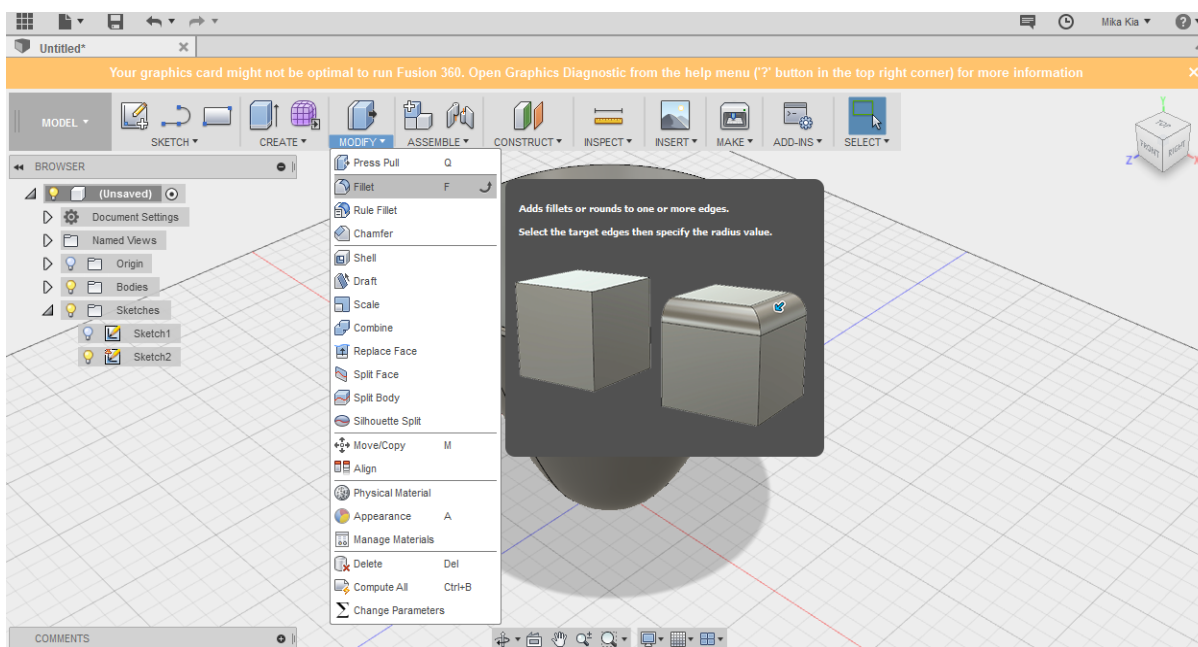 Mika Kia
Untitled*
Your graphics card might not be optimal to run Fusion 360. Open Graphics Diagnostic from the help menu ('?' button in the top right corner) for more information
MODEL
SKETCH
CREATE
MODIFY
ASSEMBLE
CONSTRUCT
INSPECT
INSERT
MAKE
ADD-INS
SELECT
Y
TOP
FRONT
RIGHT
Z
X
BROWSER
(Unsaved)
Document Settings
Named Views
Origin
Bodies
Sketches
Sketch1
Sketch2
Press Pull Q
Fillet F
Rule Fillet
Chamfer
Shell
Draft
Scale
Combine
Replace Face
Split Face
Split Body
Silhouette Split
Move/Copy M
Align
Physical Material
Appearance A
Manage Materials
Delete Del
Compute All Ctrl+B
Change Parameters
Adds fillets or rounds to one or more edges.
Select the target edges then specify the radius value.
COMMENTS